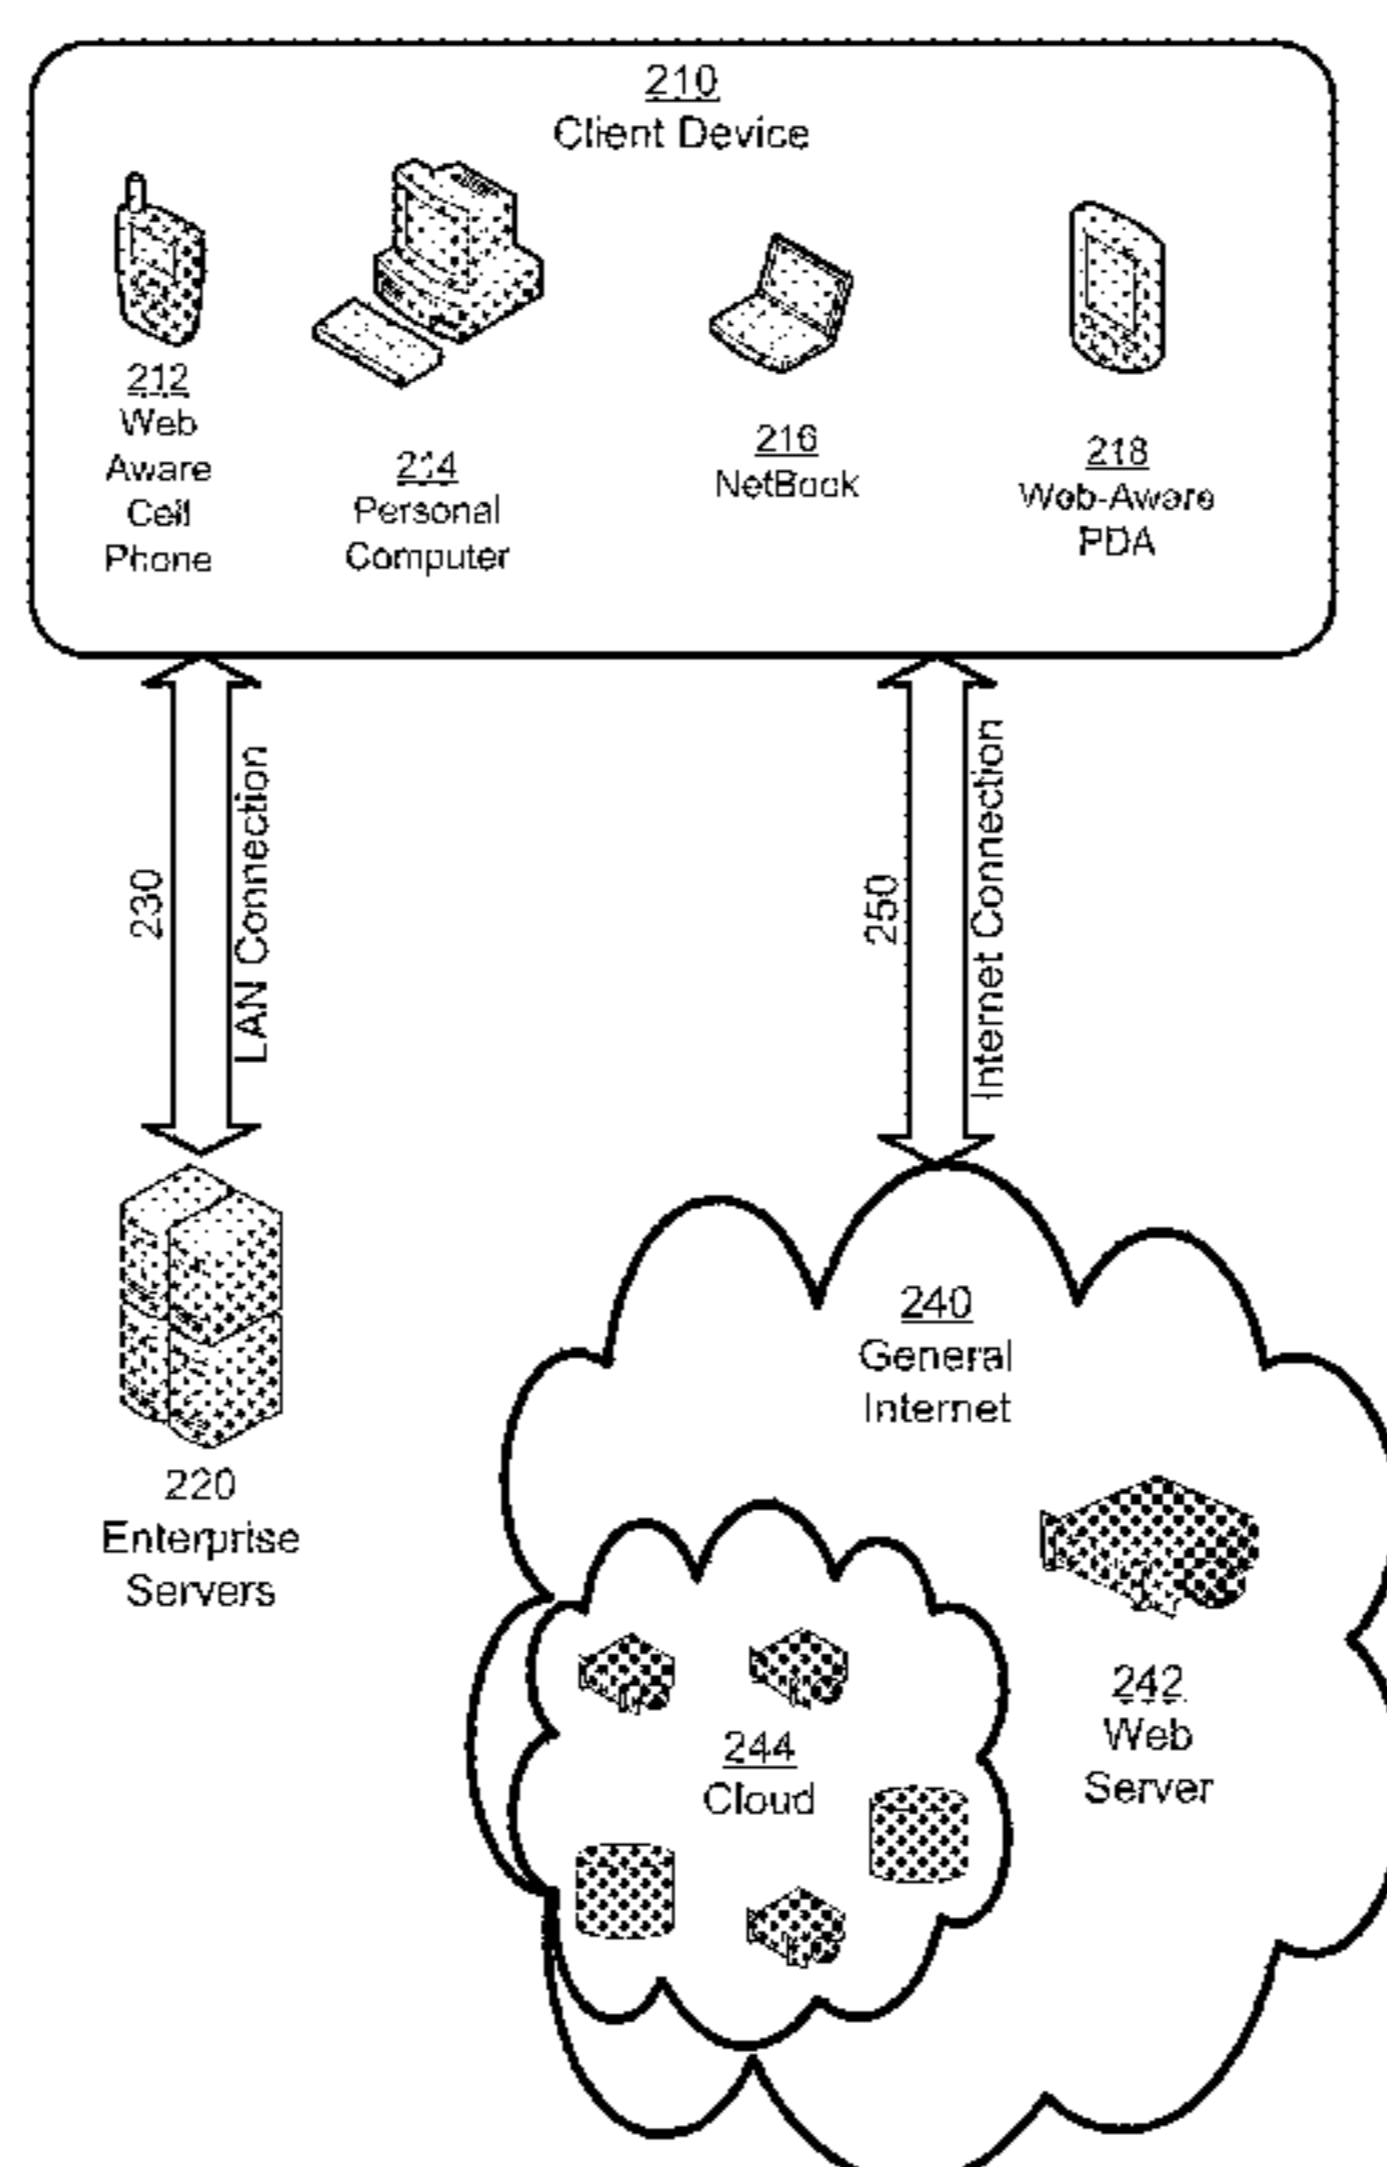 210
Client Device
212
Web
Aware
Cell
Phone
214
Personal
Computer
216
NetBook
218
Web-Aware
PDA
230
LAN Connection
250
Internet Connection
220
Enterprise
Servers
240
General
Internet
242
Web
Server
244
Cloud